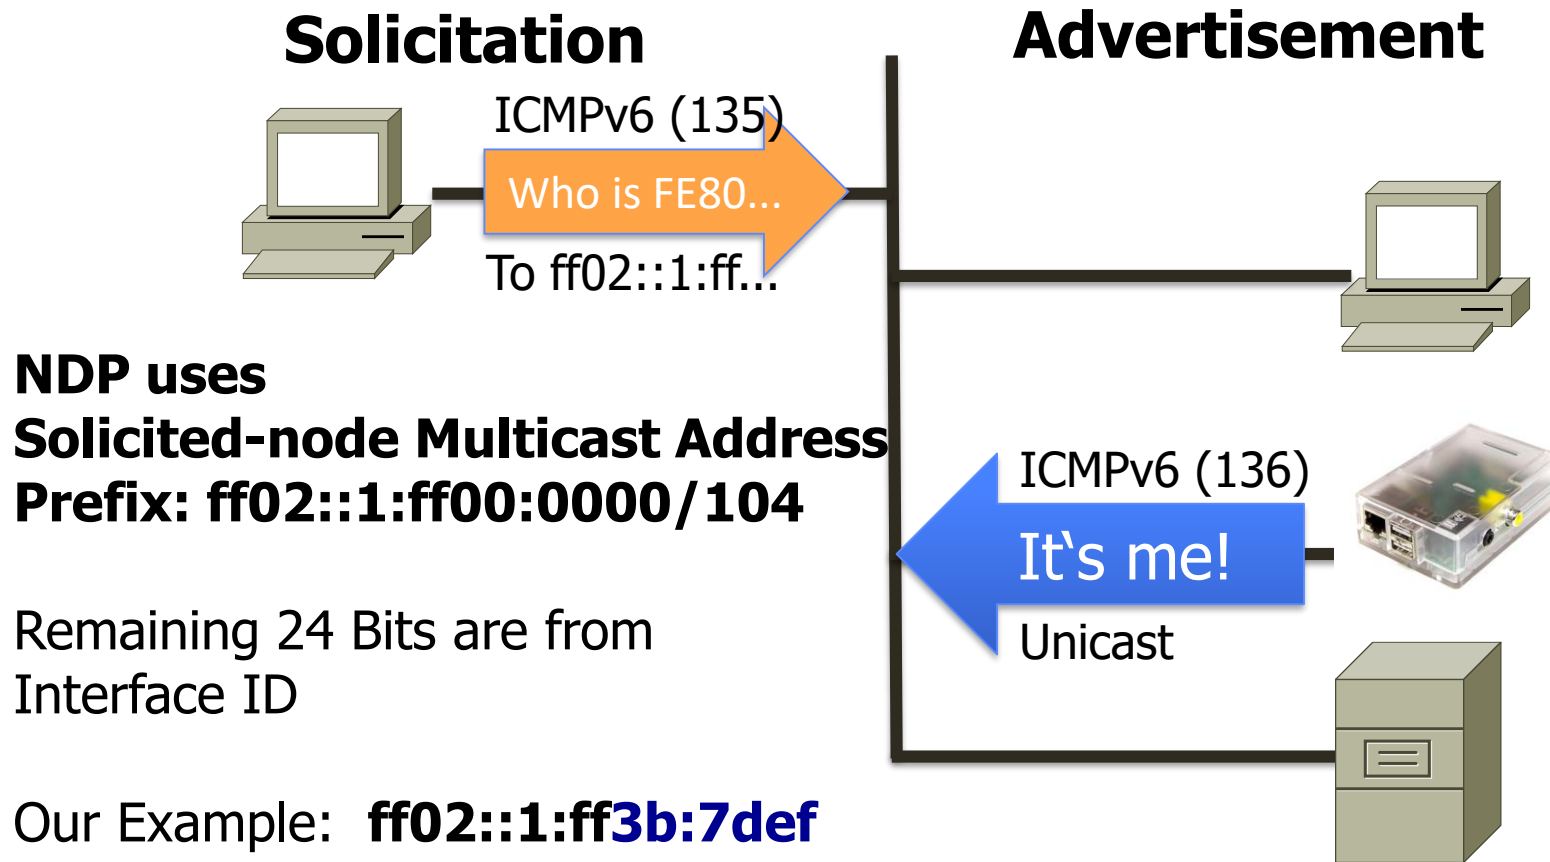 Solicitation
Advertisement
ICMPv6 (135)
Who is FE80...
To ff02::1:ff...
NDP uses
Solicited-node Multicast Address
Prefix: ff02::1:ff00:0000/104
ICMPv6 (136)
It‘s me!
Unicast
Remaining 24 Bits are from
Interface ID
Our Example: ff02::1:ff3b:7def